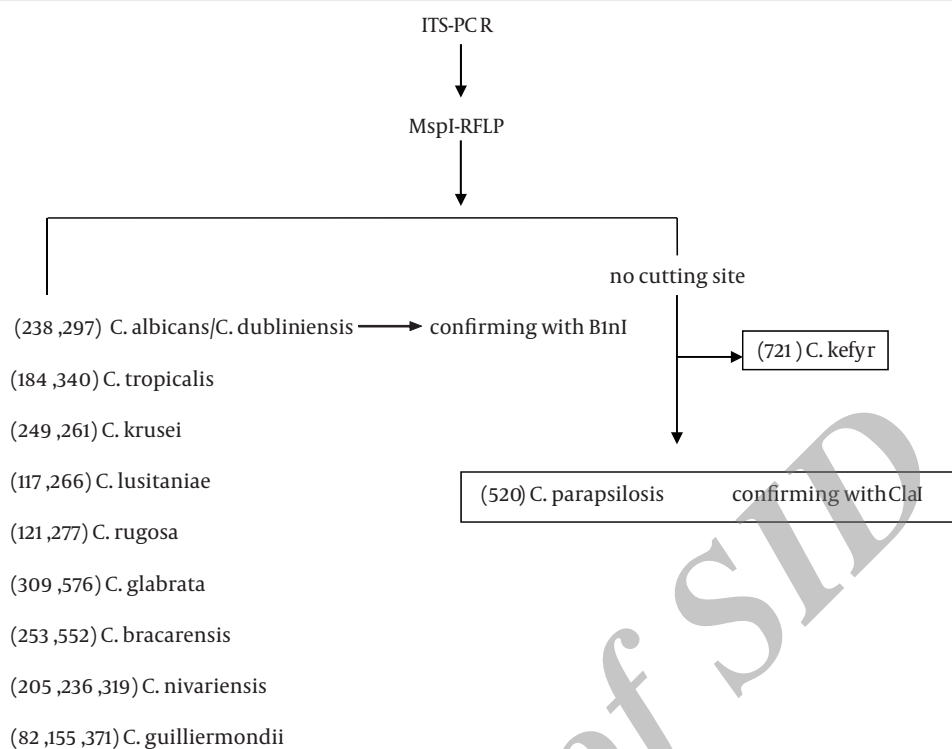 ITS-PCR
MspI-RFLP
no cutting site
(238 ,297) C. albicans/C. dubliniensis
confirming with B1nI
(721 ) C. kefyr
(184 ,340) C. tropicalis
(249 ,261) C. krusei
(117 ,266) C. lusitaniae
(520) C. parapsilosis
confirming with ClaI
(121 ,277) C. rugosa
(309 ,576) C. glabrata
(253 ,552) C. bracarensis
(205 ,236 ,319) C. nivariensis
(82 ,155 ,371) C. guilliermondii
of SID